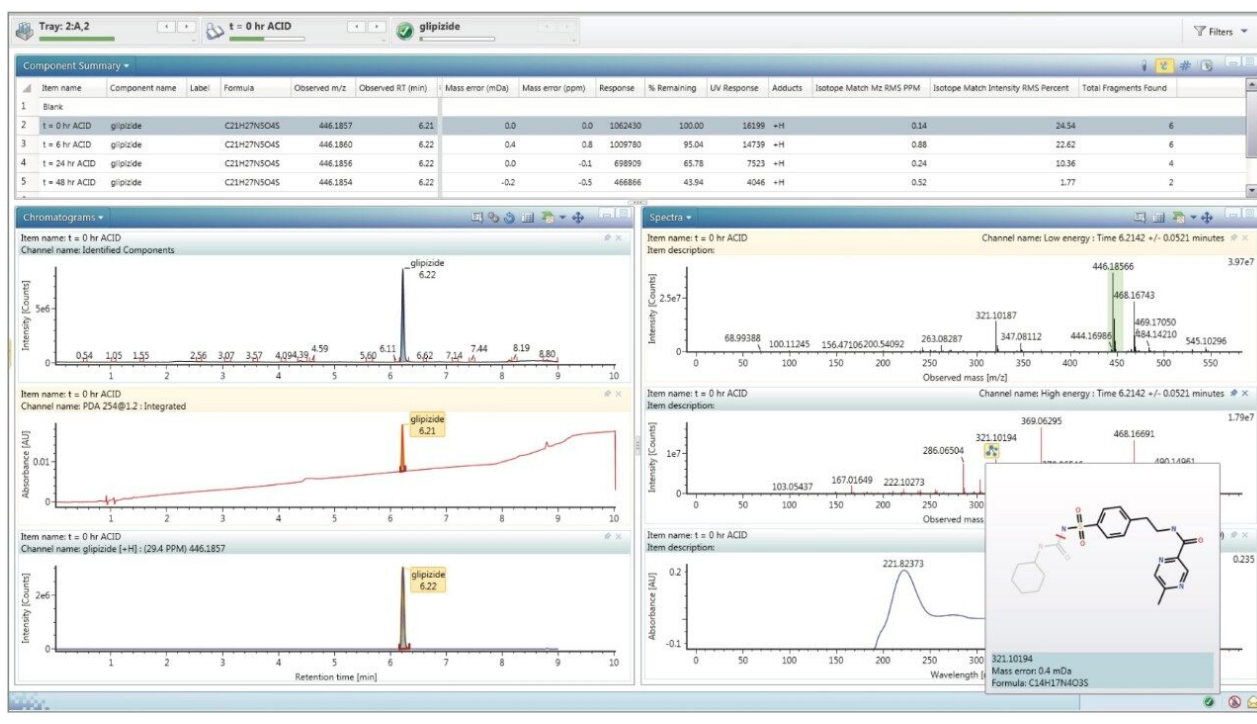 Tray: 2:A,2
t = 0 hr ACID
glipizide
Filters
Component Summary
Item name Component name Label Formula Observed m/z Observed RT (min) Mass error (mDa) Mass error (ppm) Response % Remaining UV Response Adducts Isotope Match Mz RMS PPM Isotope Match Intensity RMS Percent Total Fragments Found
1 Blank
2 t = 0 hr ACID glipizide C21H27N5O4S 446.1857 6.21 0.0 0.0 1062430 100.00 16199 +H 0.14 24.54 6
3 t = 6 hr ACID glipizide C21H27N5O4S 446.1860 6.22 0.4 0.8 1009780 95.04 14739 +H 0.88 22.62 6
4 t = 24 hr ACID glipizide C21H27N5O4S 446.1856 6.22 0.0 -0.1 698909 65.78 7523 +H 0.24 10.36 4
5 t = 48 hr ACID glipizide C21H27N5O4S 446.1854 6.22 -0.2 -0.5 466866 43.94 4046 +H 0.52 1.77 2
Chromatograms
Item name: t = 0 hr ACID
Channel name: Identified Components
Intensity [Counts]
5e6
0
glipizide
6.22
0.54 1.05 1.55 2.56 3.07 3.57 4.09 4.39 4.59 5.60 6.11 6.62 7.14 7.44 8.19 8.80
1 2 3 4 5 6 7 8 9 10
Item name: t = 0 hr ACID
Channel name: PDA 254@1.2 : Integrated
Absorbance [AU]
0.01
0
glipizide
6.21
1 2 3 4 5 6 7 8 9 10
Item name: t = 0 hr ACID
Channel name: glipizide [+H] : (29.4 PPM) 446.1857
Intensity [Counts]
2e6
0
glipizide
6.22
1 2 3 4 5 6 7 8 9 10
Retention time [min]
Spectra
Item name: t = 0 hr ACID
Channel name: Low energy : Time 6.2142 +/- 0.0521 minutes
Item description:
3.97e7
Intensity [Counts]
2.5e7
0
68.99388 100.11245 156.47106 200.54092 263.08287 321.10187 347.08112 444.16986 446.18566 468.16743 469.17050 484.14210 545.10296
0 50 100 150 200 250 300 350 400 450 500 550
Observed mass [m/z]
Item name: t = 0 hr ACID
Channel name: High energy : Time 6.2142 +/- 0.0521 minutes
Item description:
1.79e7
Intensity [Counts]
1e7
0
103.05437 167.01649 222.10273 286.06504 321.10194 369.06295 468.16691 490.14961
0 50 100 150 200 250 300
Observed mass
Item name: t = 0 hr ACID
Item description:
0.235
Absorbance [AU]
0.2
-0.1
221.82373
0 50 100 150 200 250 300
Wavelength
N
O
N
S
O
O
N
O
N
N
321.10194
Mass error: 0.4 mDa
Formula: C14H17N4O3S